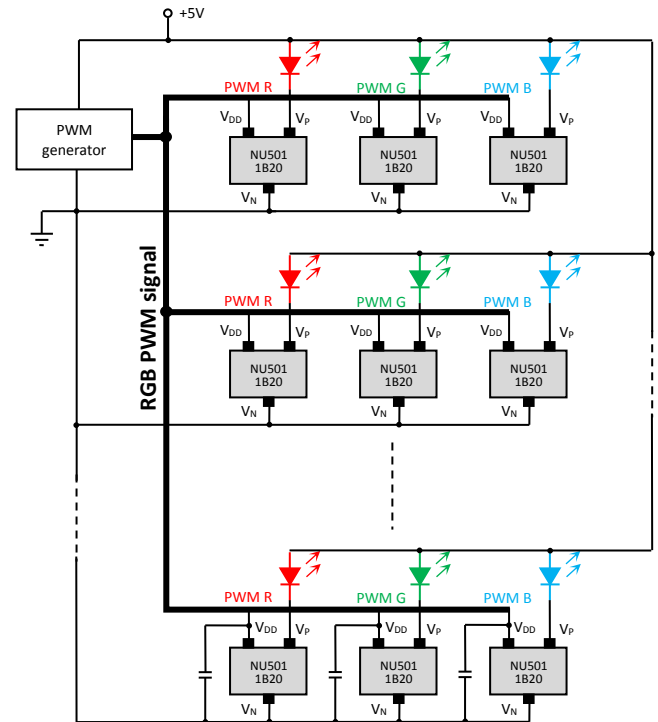 +5V
PWM R PWM G PWM B
PWM
generator
VDD VP VDD VP VDD VP
NU501 NU501 NU501
1B20 1B20 1B20
VN VN VN
RGB PWM signal
PWM R PWM G PWM B
VDD VP VDD VP VDD VP
NU501 NU501 NU501
1B20 1B20 1B20
VN VN VN
PWM R PWM G PWM B
VDD VP VDD VP VDD VP
NU501 NU501 NU501
1B20 1B20 1B20
VN VN VN